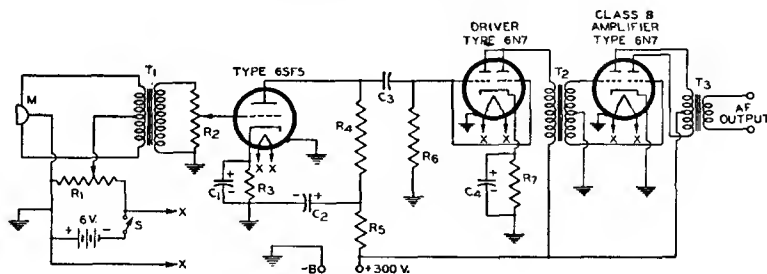 CLASS B
AMPLIFIER
TYPE 6N7
DRIVER
TYPE 6N7
TYPE 6SF5
T1
T2
T3
M
R2
C3
R4
R6
AF
OUTPUT
R1
C1
+
R3
- C2 +
C4
+
R7
R5
S
6 V.
+ -
X
X
X X
X X
X X
-B
+300 V.